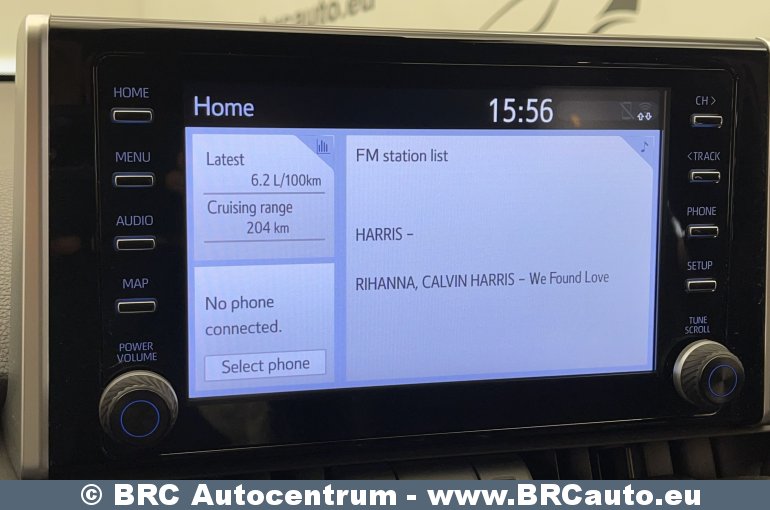 brcauto.eu
HOME
MENU
AUDIO
MAP
POWER
VOLUME
Home
15:56
Latest
6.2 L/100km
Cruising range
204 km
No phone
connected.
Select phone
FM station list
HARRIS –
RIHANNA, CALVIN HARRIS – We Found Love
CH >
< TRACK
PHONE
SETUP
TUNE
SCROLL
© BRC Autocentrum - www.BRCauto.eu